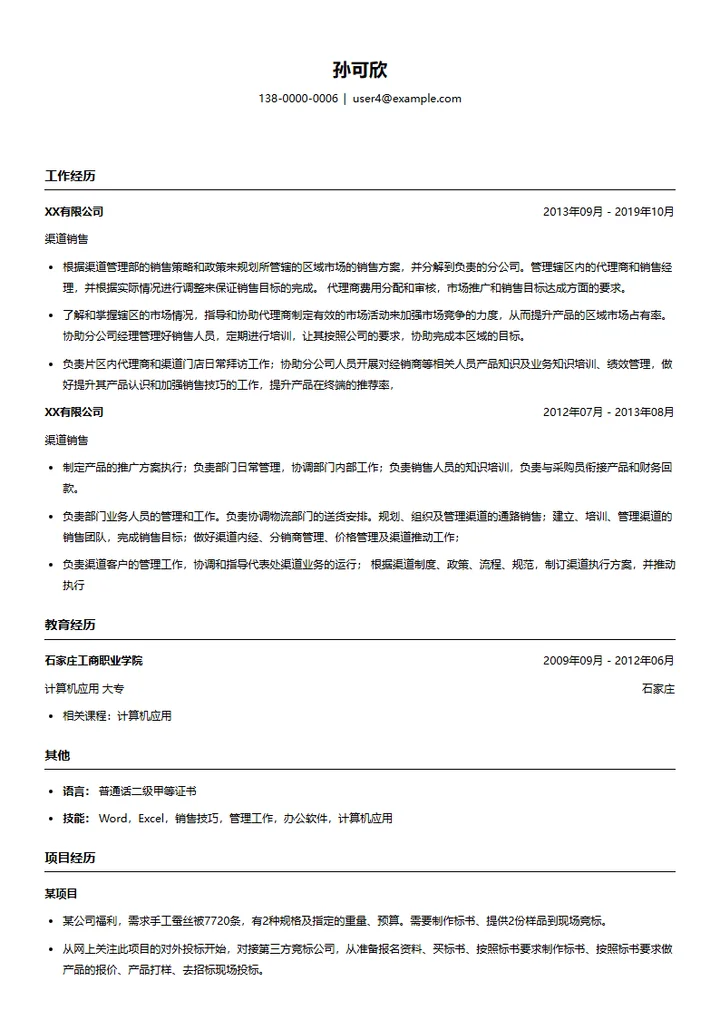 孙可欣
138-0000-0006 | user4@example.com
工作经历
XX有限公司 2013年09月 - 2019年10月
渠道销售
• 根据渠道管理部的销售策略和政策来规划所管辖的区域市场的销售方案，并分解到负责的分公司。管理辖区内的代理商和销售经
理，并根据实际情况进行调整来保证销售目标的完成。 代理商费用分配和审核，市场推广和销售目标达成方面的要求。
• 了解和掌握辖区的市场情况，指导和协助代理商制定有效的市场活动来加强市场竞争的力度，从而提升产品的区域市场占有率。
协助分公司经理管理好销售人员，定期进行培训，让其按照公司的要求，协助完成本区域的目标。
• 负责片区内代理商和渠道门店日常拜访工作；协助分公司人员开展对经销商等相关人员产品知识及业务知识培训、绩效管理，做
好提升其产品认识和加强销售技巧的工作，提升产品在终端的推荐率，
XX有限公司 2012年07月 - 2013年08月
渠道销售
• 制定产品的推广方案执行；负责部门日常管理，协调部门内部工作；负责销售人员的知识培训，负责与采购员衔接产品和财务回
款。
• 负责部门业务人员的管理和工作。负责协调物流部门的送货安排。规划、组织及管理渠道的通路销售；建立、培训、管理渠道的
销售团队，完成销售目标；做好渠道内经、分销商管理、价格管理及渠道推动工作；
• 负责渠道客户的管理工作，协调和指导代表处渠道业务的运行； 根据渠道制度、政策、流程、规范，制订渠道执行方案，并推动
执行
教育经历
石家庄工商职业学院 2009年09月 - 2012年06月
计算机应用 大专 石家庄
• 相关课程：计算机应用
其他
• 语言： 普通话二级甲等证书
• 技能： Word，Excel，销售技巧，管理工作，办公软件，计算机应用
项目经历
某项目
• 某公司福利，需求手工蚕丝被7720条，有2种规格及指定的重量、预算。需要制作标书、提供2份样品到现场竞标。
• 从网上关注此项目的对外投标开始，对接第三方竞标公司，从准备报名资料、买标书、按照标书要求制作标书、按照标书要求做
产品的报价、产品打样、去招标现场投标。